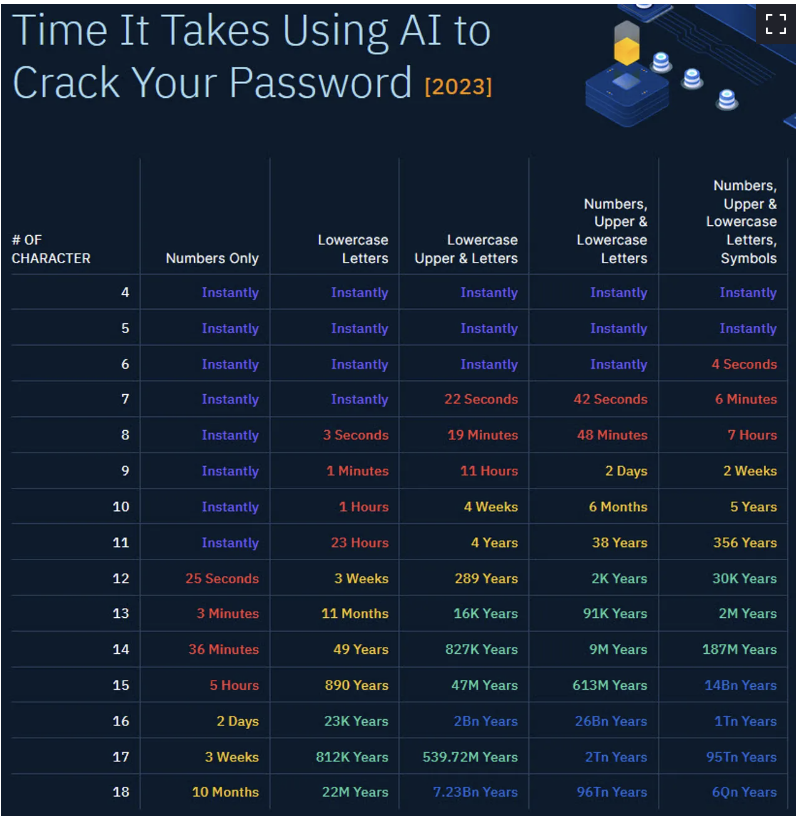 Time It Takes Using AI to
Crack Your Password [2023]
# OF
CHARACTER
Numbers Only
Lowercase
Letters
Lowercase
Upper & Letters
Numbers,
Upper &
Lowercase
Letters
Numbers,
Upper &
Lowercase
Letters,
Symbols
4 Instantly Instantly Instantly Instantly Instantly
5 Instantly Instantly Instantly Instantly Instantly
6 Instantly Instantly Instantly Instantly 4 Seconds
7 Instantly Instantly 22 Seconds 42 Seconds 6 Minutes
8 Instantly 3 Seconds 19 Minutes 48 Minutes 7 Hours
9 Instantly 1 Minutes 11 Hours 2 Days 2 Weeks
10 Instantly 1 Hours 4 Weeks 6 Months 5 Years
11 Instantly 23 Hours 4 Years 38 Years 356 Years
12 25 Seconds 3 Weeks 289 Years 2K Years 30K Years
13 3 Minutes 11 Months 16K Years 91K Years 2M Years
14 36 Minutes 49 Years 827K Years 9M Years 187M Years
15 5 Hours 890 Years 47M Years 613M Years 14Bn Years
16 2 Days 23K Years 2Bn Years 26Bn Years 1Tn Years
17 3 Weeks 812K Years 539.72M Years 2Tn Years 95Tn Years
18 10 Months 22M Years 7.23Bn Years 96Tn Years 6Qn Years